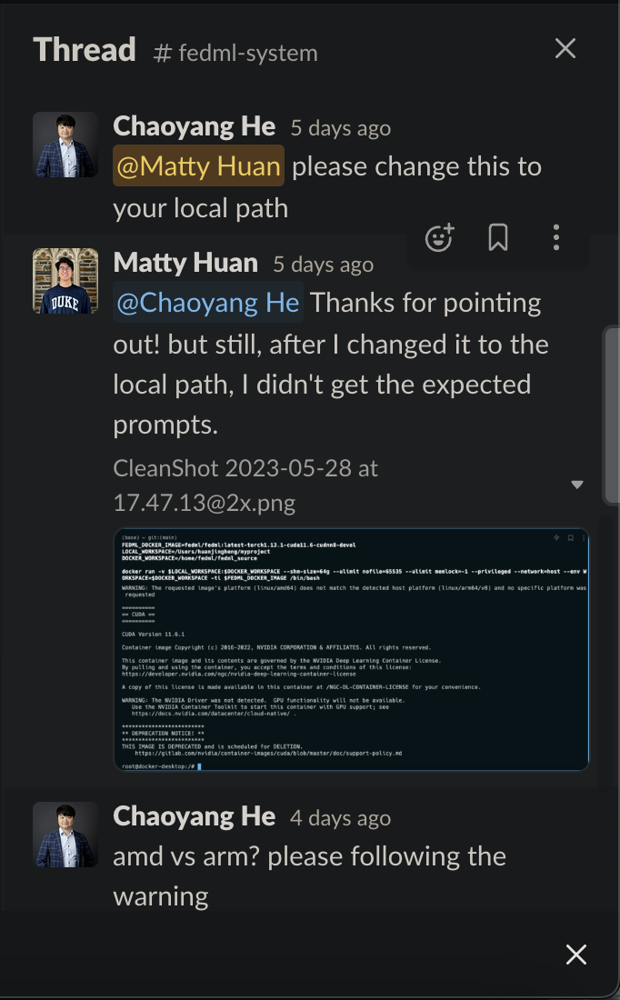 Thread # fedml-system
Chaoyang He 5 days ago
@Matty Huan please change this to
your local path
Matty Huan 5 days ago
DUKE
@Chaoyang He Thanks for pointing
out! but still, after I changed it to the
local path, I didn't get the expected
prompts.
CleanShot 2023-05-28 at
17.47.13@2x.png
(base) ~ git:(main)
FEDML_DOCKER_IMAGE=fedml/fedml:latest-torch1.13.1-cuda11.6-cudnn8-devel
LOCAL_WORKSPACE=/Users/huanjingheng/myproject
DOCKER_WORKSPACE=/home/fedml/fedml_source
docker run -v $LOCAL_WORKSPACE:$DOCKER_WORKSPACE --shm-size=64g --ulimit nofile=65535 --ulimit memlock=-1 --privileged --network=host --env W
ORKSPACE=$DOCKER_WORKSPACE -ti $FEDML_DOCKER_IMAGE /bin/bash
WARNING: The requested image's platform (linux/amd64) does not match the detected host platform (linux/arm64/v8) and no specific platform was
requested
==========
== CUDA ==
==========
CUDA Version 11.6.1
Container image Copyright (c) 2016-2022, NVIDIA CORPORATION & AFFILIATES. All rights reserved.
This container image and its contents are governed by the NVIDIA Deep Learning Container License.
By pulling and using the container, you accept the terms and conditions of this license:
https://developer.nvidia.com/ngc/nvidia-deep-learning-container-license
A copy of this license is made available in this container at /NGC-DL-CONTAINER-LICENSE for your convenience.
WARNING: The NVIDIA Driver was not detected. GPU functionality will not be available.
Use the NVIDIA Container Toolkit to start this container with GPU support; see
https://docs.nvidia.com/datacenter/cloud-native/ .
*************************
** DEPRECATION NOTICE! **
*************************
THIS IMAGE IS DEPRECATED and is scheduled for DELETION.
https://gitlab.com/nvidia/container-images/cuda/blob/master/doc/support-policy.md
root@docker-desktop:/#
Chaoyang He 4 days ago
amd vs arm? please following the
warning